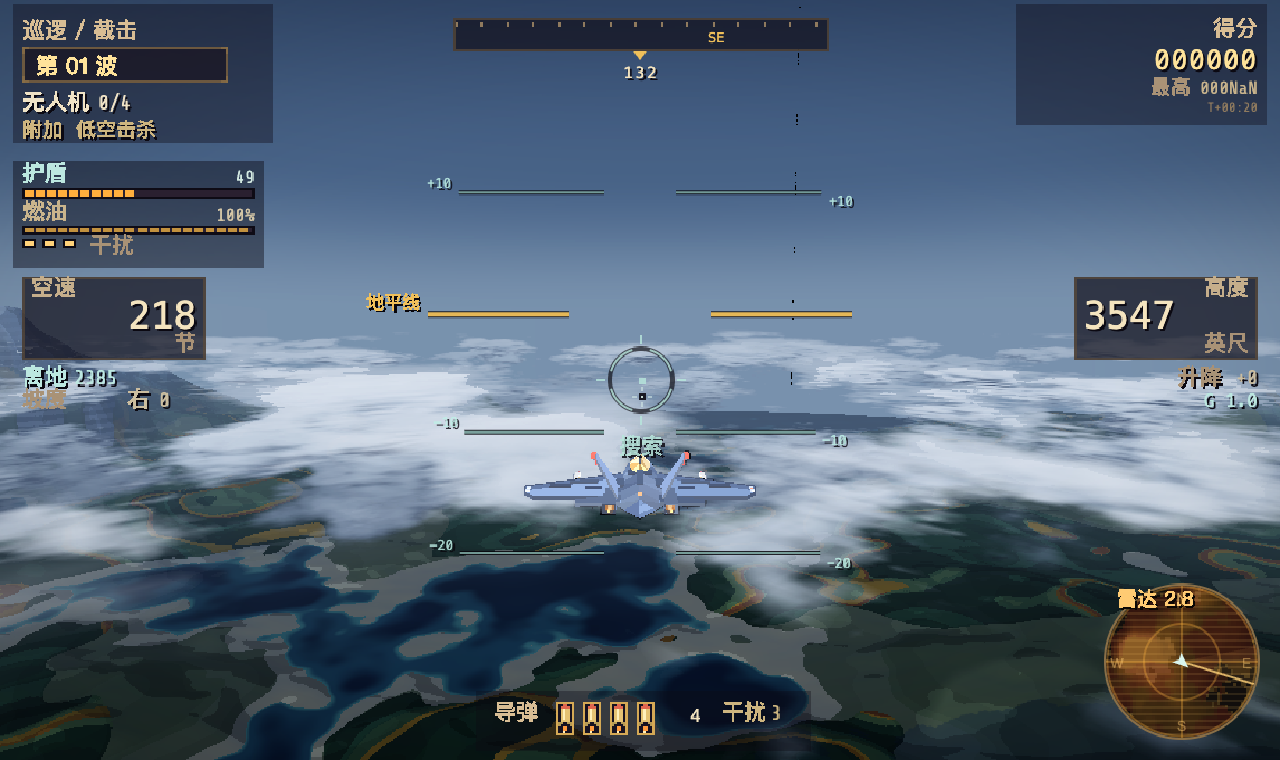 巡逻 / 截击
第 01 波
无人机 0/4
附加 低空击杀
护盾 49
燃油 100%
干扰
空速
218
节
离地 2385
坡度 右 0
SE
132
+10 +10
地平线
-10 -10
搜索
-20 -20
得分
000000
最高 000NaN
T+00:20
高度
3547
英尺
升降 +0
G 1.0
雷达 2.8
W E
S
导弹 4 干扰 3